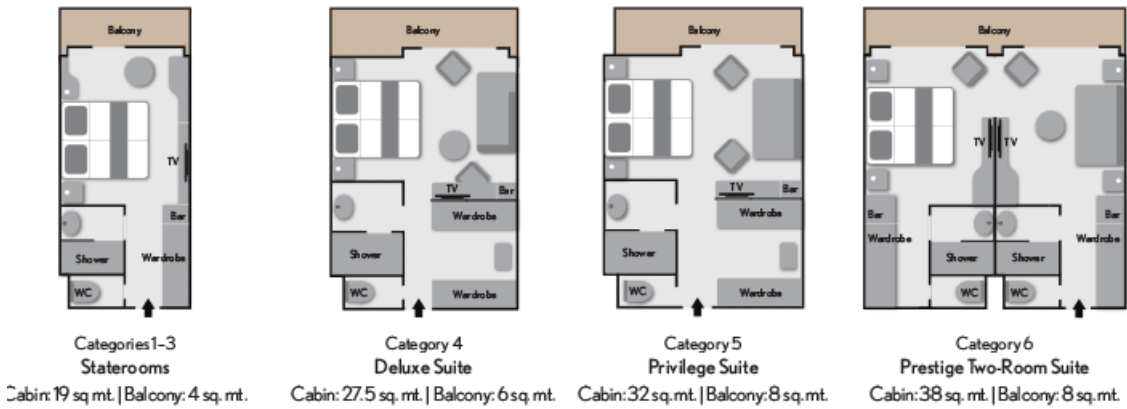 Balcony
TV
Bar
Shower
Wardrobe
WC
Categories 1–3
Staterooms
Cabin: 19 sq. mt. | Balcony: 4 sq. mt.
Balcony
TV
Bar
Wardrobe
Shower
WC
Wardrobe
Category 4
Deluxe Suite
Cabin: 27.5 sq. mt. | Balcony: 6 sq. mt.
Balcony
TV
Bar
Wardrobe
Shower
WC
Wardrobe
Category 5
Privilege Suite
Cabin: 32 sq. mt. | Balcony: 8 sq. mt.
Balcony
TV TV
Bar Bar
Wardrobe Wardrobe
Shower Shower
WC WC
Category 6
Prestige Two-Room Suite
Cabin: 38 sq. mt. | Balcony: 8 sq. mt.